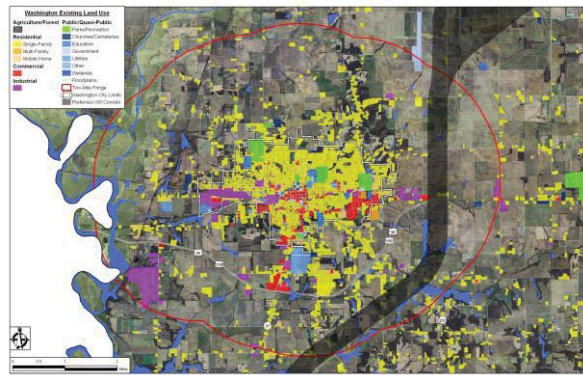 Washington Existing Land Use
Agriculture/Forest
Residential
Single-Family
Multi-Family
Mobile Home
Commercial
Industrial
Public/Quasi-Public
Parks/Recreation
Churches/Cemeteries
Education
Government
Utilities
Other
Wetlands
Floodplains
Two-Mile Fringe
Washington City Limits
Preferred I-69 Corridor